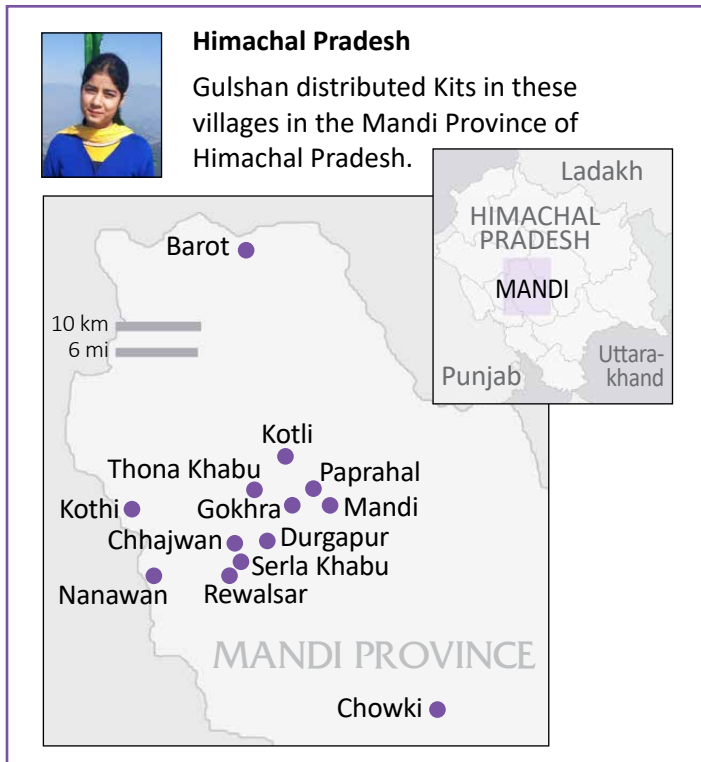 Himachal Pradesh
Gulshan distributed Kits in these
villages in the Mandi Province of
Himachal Pradesh.
Ladakh
HIMACHAL
PRADESH
MANDI
Punjab
Uttara-
khand
Barot
10 km
6 mi
Kotli
Thona Khabu
Paprahal
Kothi
Gokhra
Mandi
Chhajwan
Durgapur
Serla Khabu
Nanawan
Rewalsar
MANDI PROVINCE
Chowki